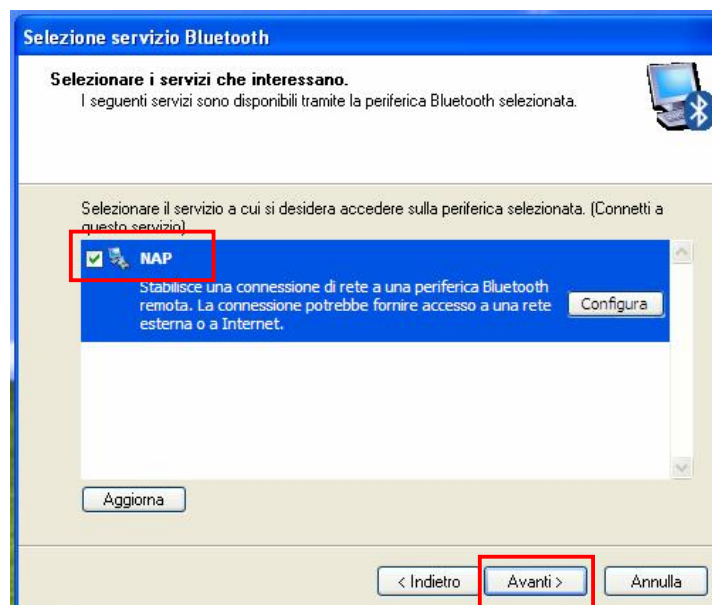 Selezione servizio Bluetooth
Selezionare i servizi che interessano.
I seguenti servizi sono disponibili tramite la periferica Bluetooth selezionata.
Selezionare il servizio a cui si desidera accedere sulla periferica selezionata. (Connetti a
questo servizio)
NAP
Stabilisce una connessione di rete a una periferica Bluetooth
remota. La connessione potrebbe fornire accesso a una rete
esterna o a Internet.
Configura
Aggiorna
< Indietro
Avanti >
Annulla